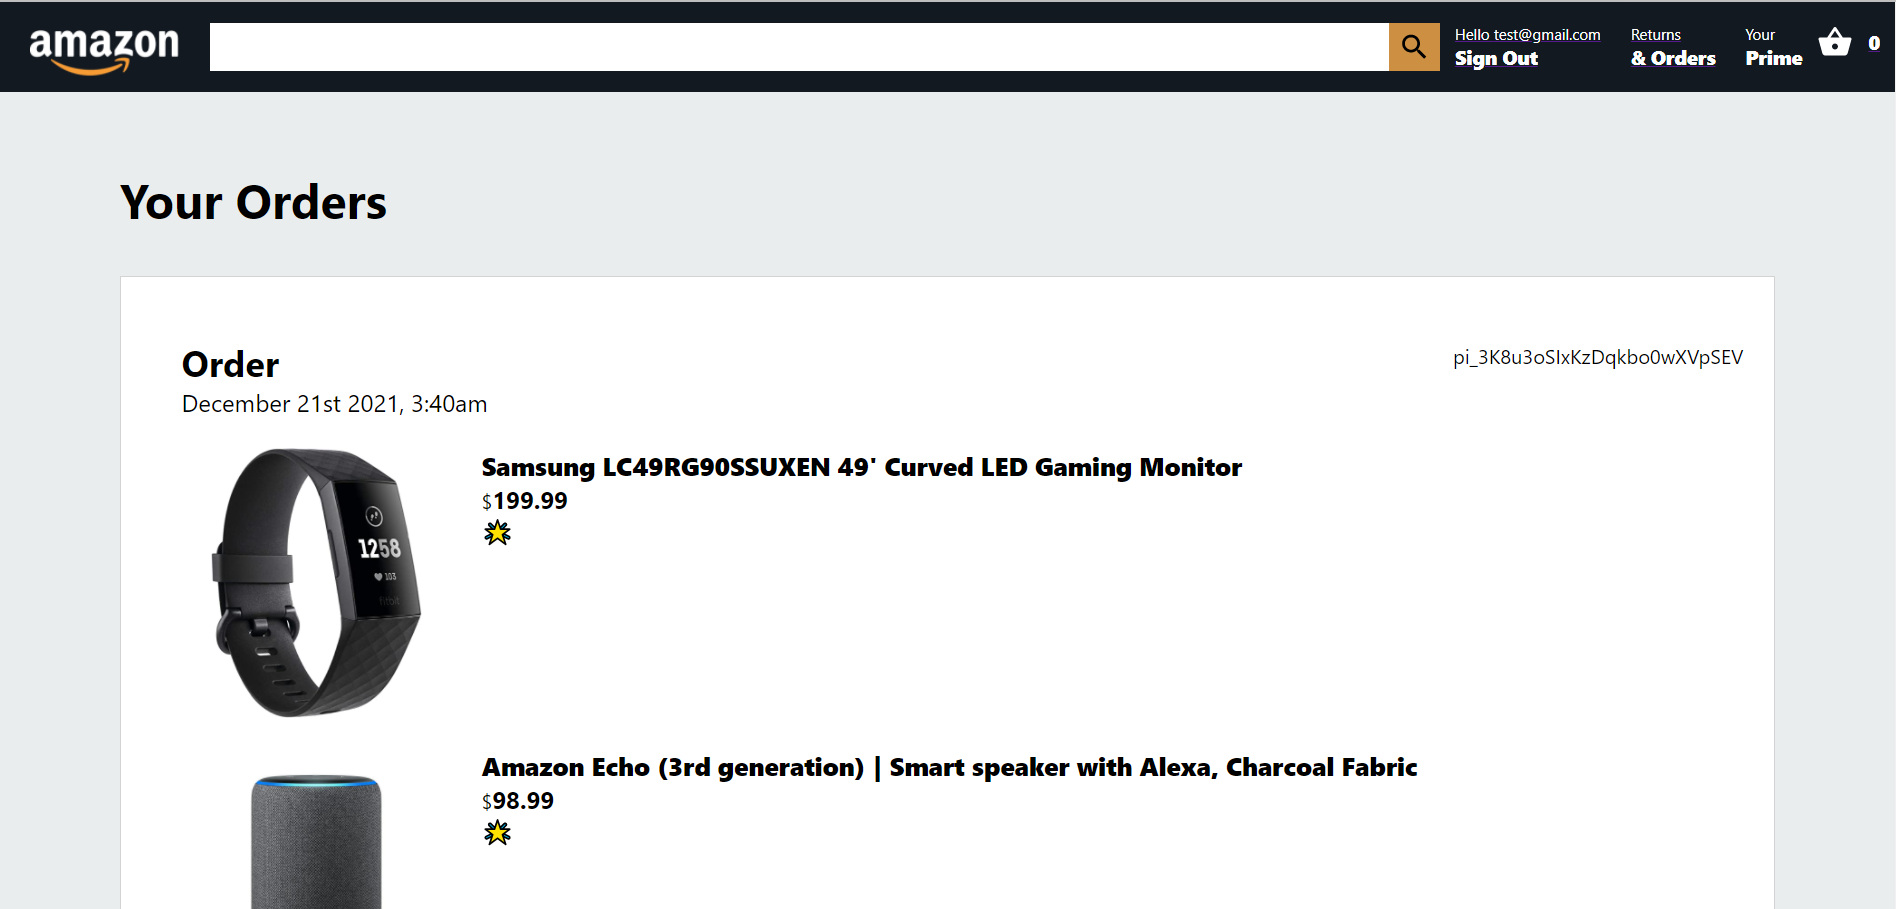 amazon
Hello test@gmail.com
Sign Out
Returns
& Orders
Your
Prime
0
Your Orders
Order
pi_3K8u3oSIxKzDqkbo0wXVpSEV
December 21st 2021, 3:40am
Samsung LC49RG90SSUXEN 49' Curved LED Gaming Monitor
$199.99
1258
103
fitbit
Amazon Echo (3rd generation) | Smart speaker with Alexa, Charcoal Fabric
$98.99